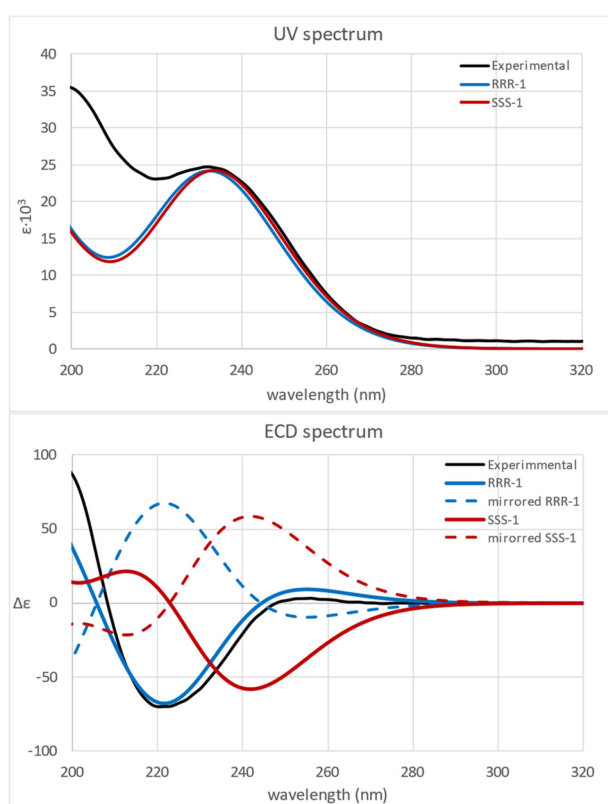 UV spectrum
40
35
30
25
20
15
10
5
0
ε·10³
Experimental
RRR-1
SSS-1
200 220 240 260 280 300 320
wavelength (nm)
ECD spectrum
100
50
0
-50
-100
Δε
Experimmental
RRR-1
mirrored RRR-1
SSS-1
mirrorred SSS-1
200 220 240 260 280 300 320
wavelength (nm)